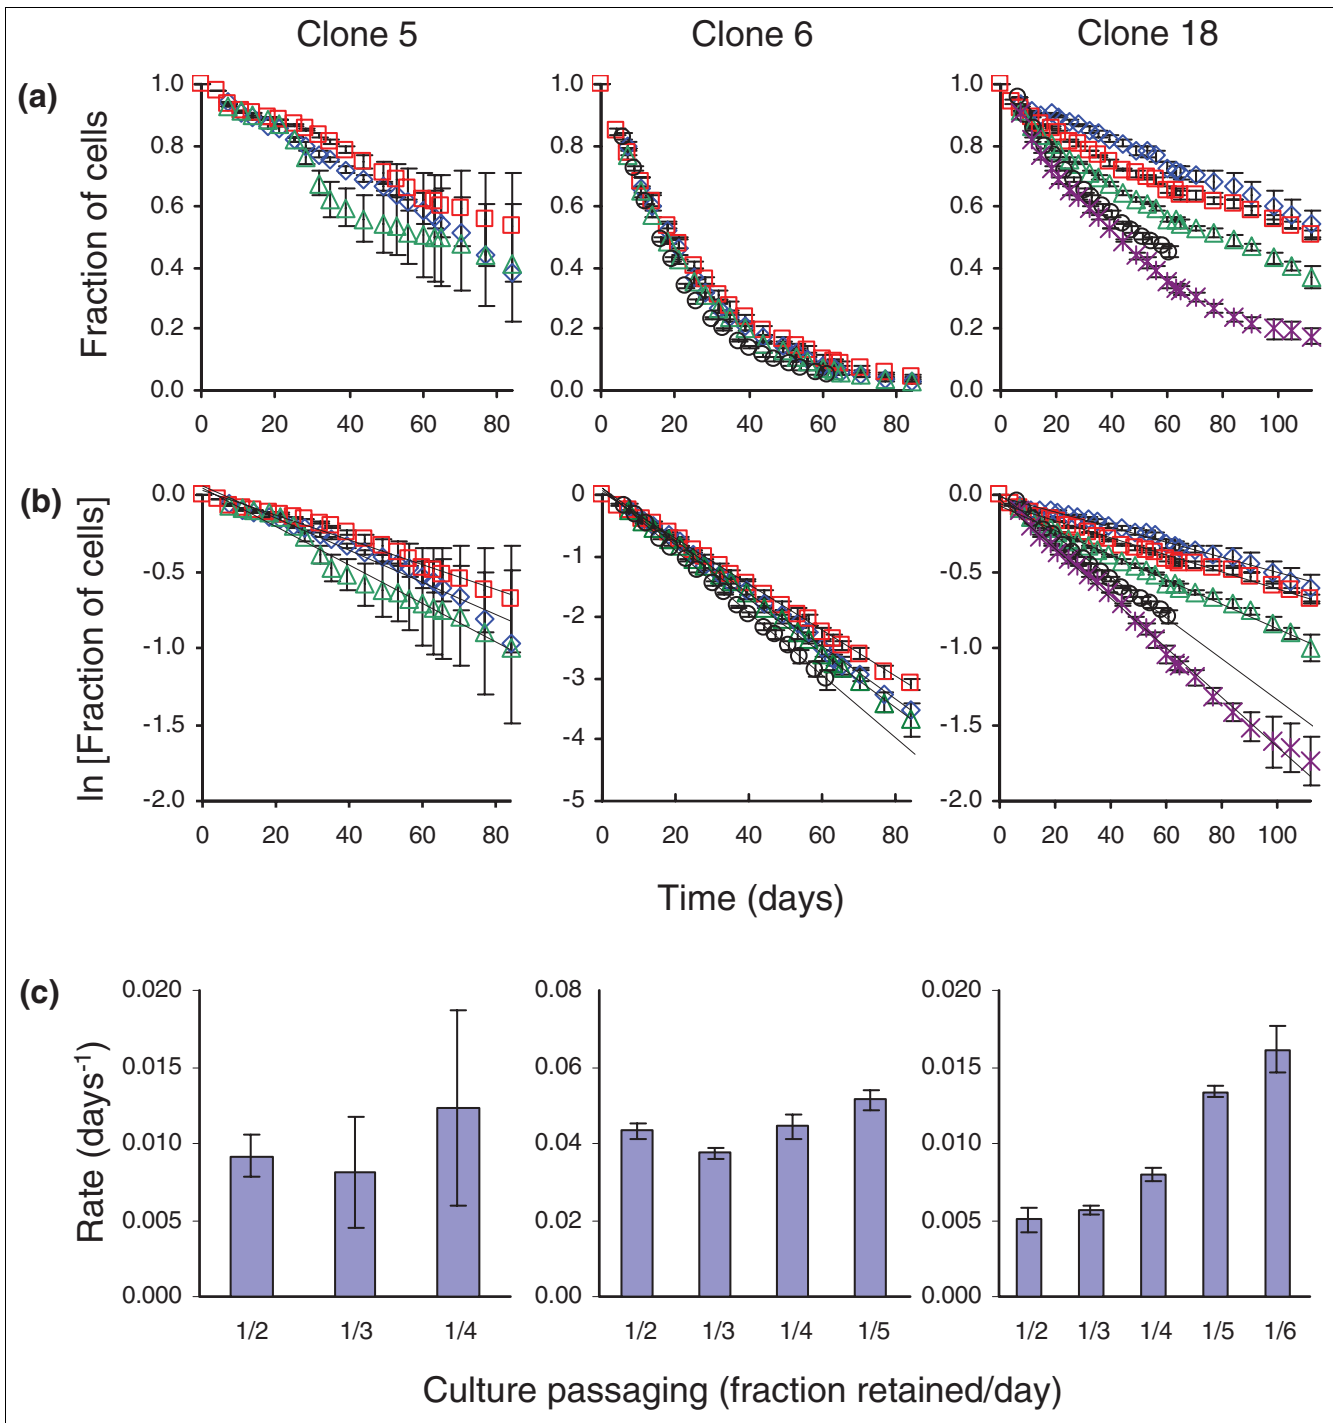 Clone 5 Clone 6 Clone 18
(a)
Fraction of cells
1.0 0.8 0.6 0.4 0.2 0.0
0 20 40 60 80
1.0 0.8 0.6 0.4 0.2 0.0
0 20 40 60 80
1.0 0.8 0.6 0.4 0.2 0.0
0 20 40 60 80 100
(b)
ln [Fraction of cells]
0.0 -0.5 -1.0 -1.5 -2.0
0 20 40 60 80
0 -1 -2 -3 -4 -5
0 20 40 60 80
0.0 -0.5 -1.0 -1.5 -2.0
0 20 40 60 80 100
Time (days)
(c)
Rate (days-1)
0.020 0.015 0.010 0.005 0.000
1/2 1/3 1/4
0.08 0.06 0.04 0.02 0.00
1/2 1/3 1/4 1/5
0.020 0.015 0.010 0.005 0.000
1/2 1/3 1/4 1/5 1/6
Culture passaging (fraction retained/day)